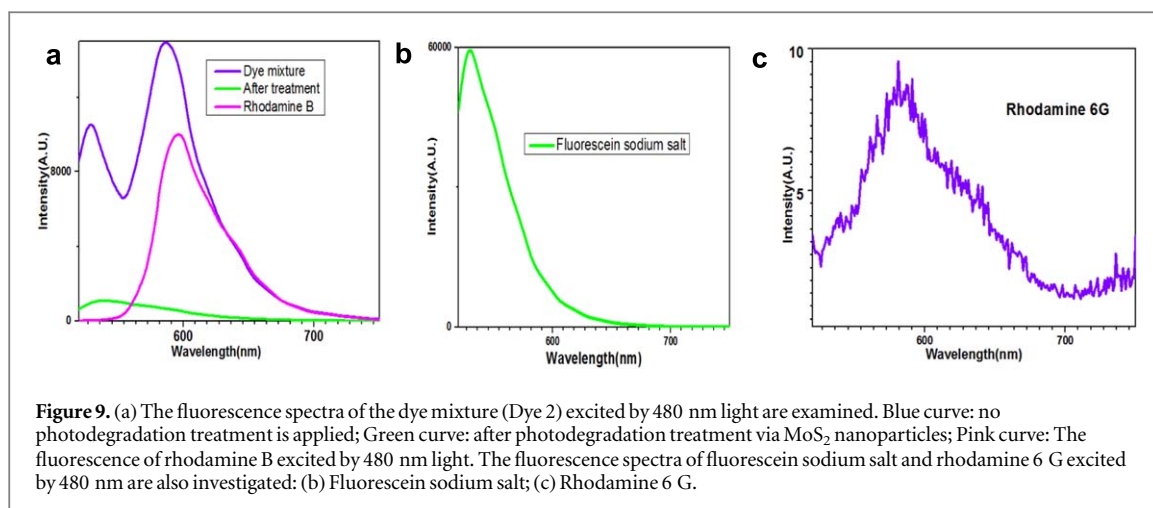 a
Intensity(A.U.)
8000
0
600
700
Wavelength(nm)
Dye mixture
After treatment
Rhodamine B
b
Intensity(A.U.)
60000
0
600
700
Wavelength(nm)
Fluorescein sodium salt
c
Intensity(A.U.)
10
5
600
700
Wavelength(nm)
Rhodamine 6G
Figure 9. (a) The fluorescence spectra of the dye mixture (Dye 2) excited by 480 nm light are examined. Blue curve: no
photodegradation treatment is applied; Green curve: after photodegradation treatment via MoS₂ nanoparticles; Pink curve: The
fluorescence of rhodamine B excited by 480 nm light. The fluorescence spectra of fluorescein sodium salt and rhodamine 6 G excited
by 480 nm are also investigated: (b) Fluorescein sodium salt; (c) Rhodamine 6 G.